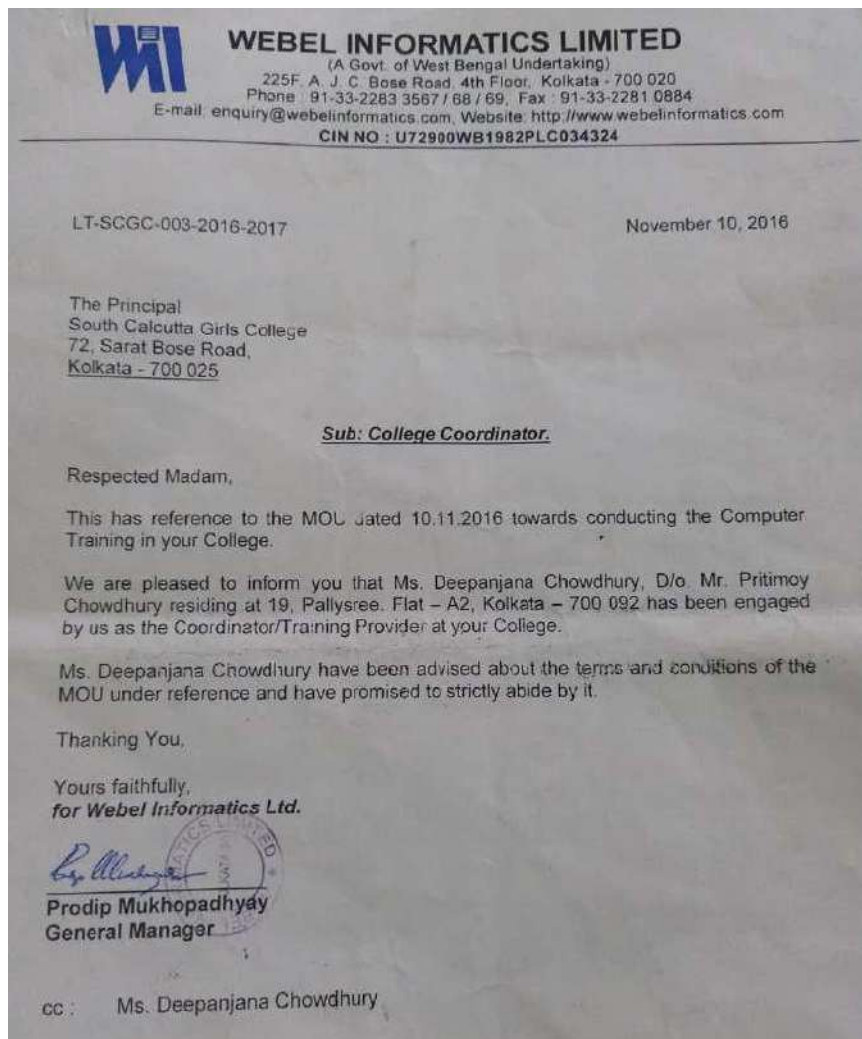 WIL
WEBEL INFORMATICS LIMITED
(A Govt. of West Bengal Undertaking)
225F. A. J. C. Bose Road, 4th Floor, Kolkata - 700 020
Phone : 91-33-2283 3567 / 68 / 69, Fax : 91-33-2281 0884
E-mail: enquiry@webelinformatics.com, Website: http://www.webelinformatics.com
CIN NO : U72900WB1982PLC034324
LT-SCGC-003-2016-2017
November 10, 2016
The Principal
South Calcutta Girls College
72, Sarat Bose Road,
Kolkata - 700 025
Sub: College Coordinator.
Respected Madam,
This has reference to the MOU dated 10.11.2016 towards conducting the Computer
Training in your College.
We are pleased to inform you that Ms. Deepanjana Chowdhury, D/o. Mr. Pritimoy
Chowdhury residing at 19, Pallysree. Flat – A2, Kolkata – 700 092 has been engaged
by us as the Coordinator/Training Provider at your College.
Ms. Deepanjana Chowdhury have been advised about the terms and conditions of the
MOU under reference and have promised to strictly abide by it.
Thanking You,
Yours faithfully,
for Webel Informatics Ltd.
Prodip Mukhopadhyay
General Manager
cc : Ms. Deepanjana Chowdhury